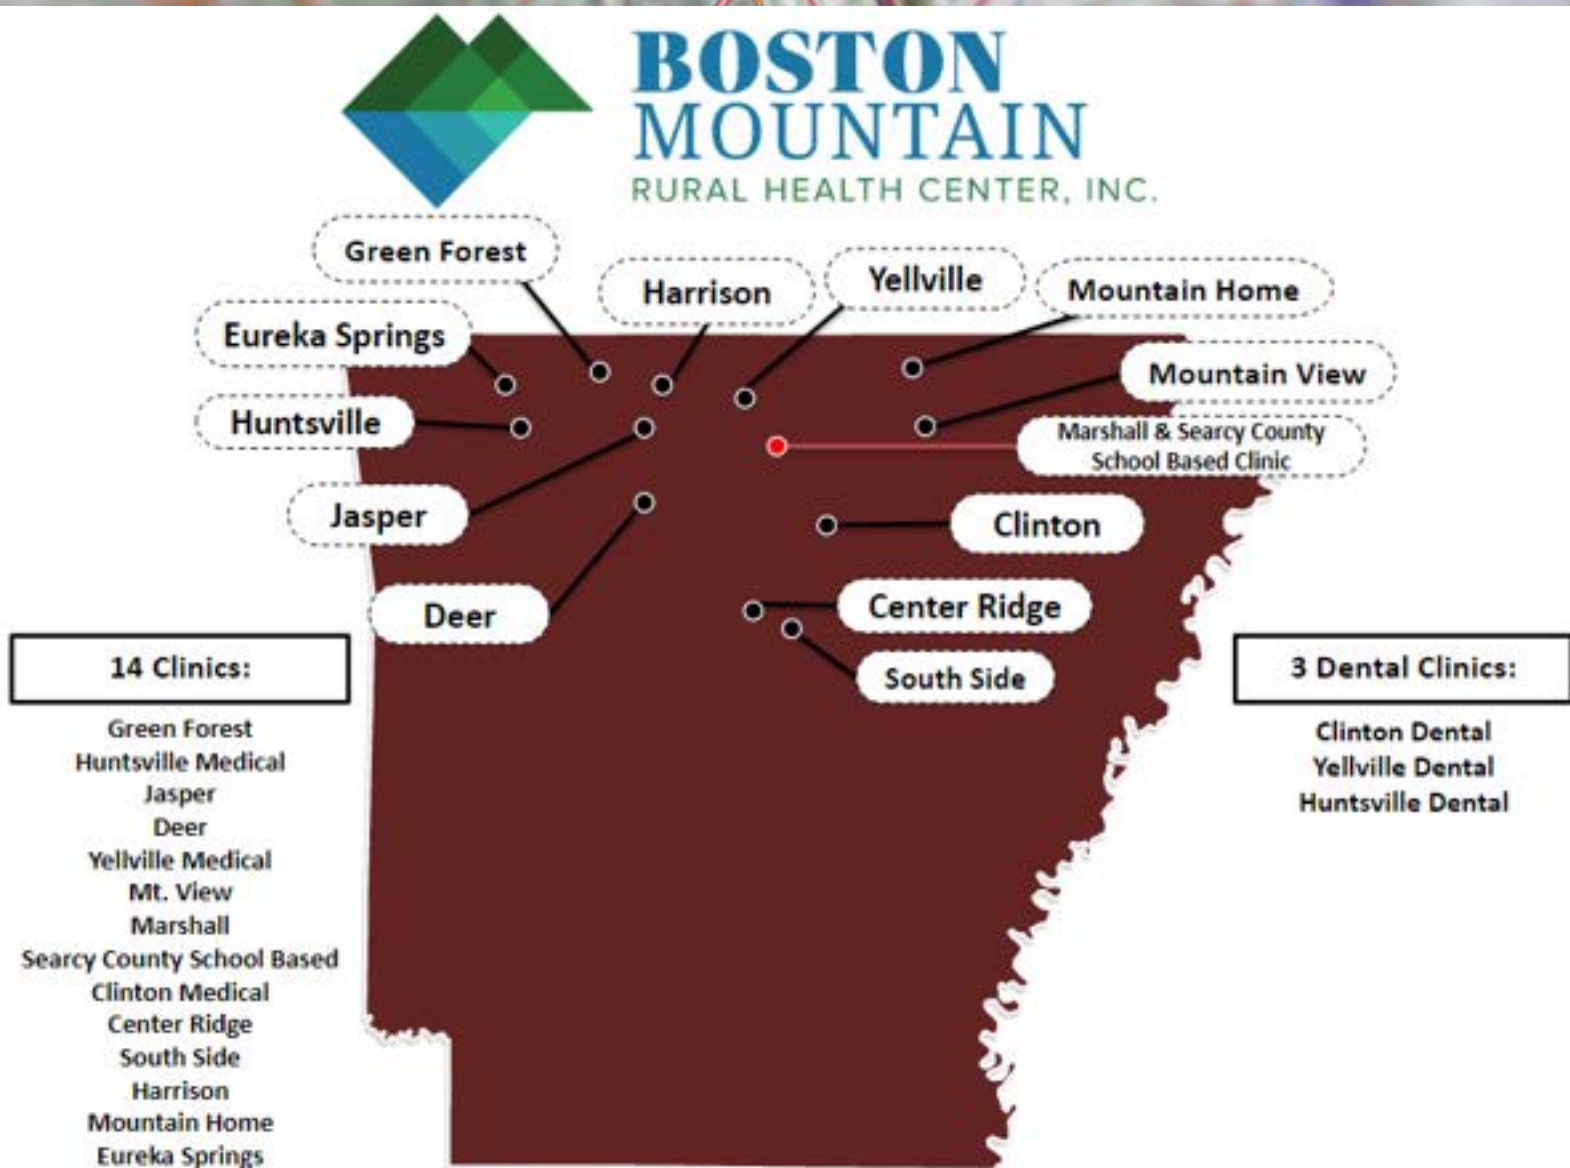 BOSTON
MOUNTAIN
RURAL HEALTH CENTER, INC.
Green Forest
Harrison
Yellville
Mountain Home
Eureka Springs
Mountain View
Huntsville
Marshall & Searcy County
School Based Clinic
Jasper
Clinton
Deer
Center Ridge
South Side
14 Clinics:
Green Forest
Huntsville Medical
Jasper
Deer
Yellville Medical
Mt. View
Marshall
Searcy County School Based
Clinton Medical
Center Ridge
South Side
Harrison
Mountain Home
Eureka Springs
3 Dental Clinics:
Clinton Dental
Yellville Dental
Huntsville Dental